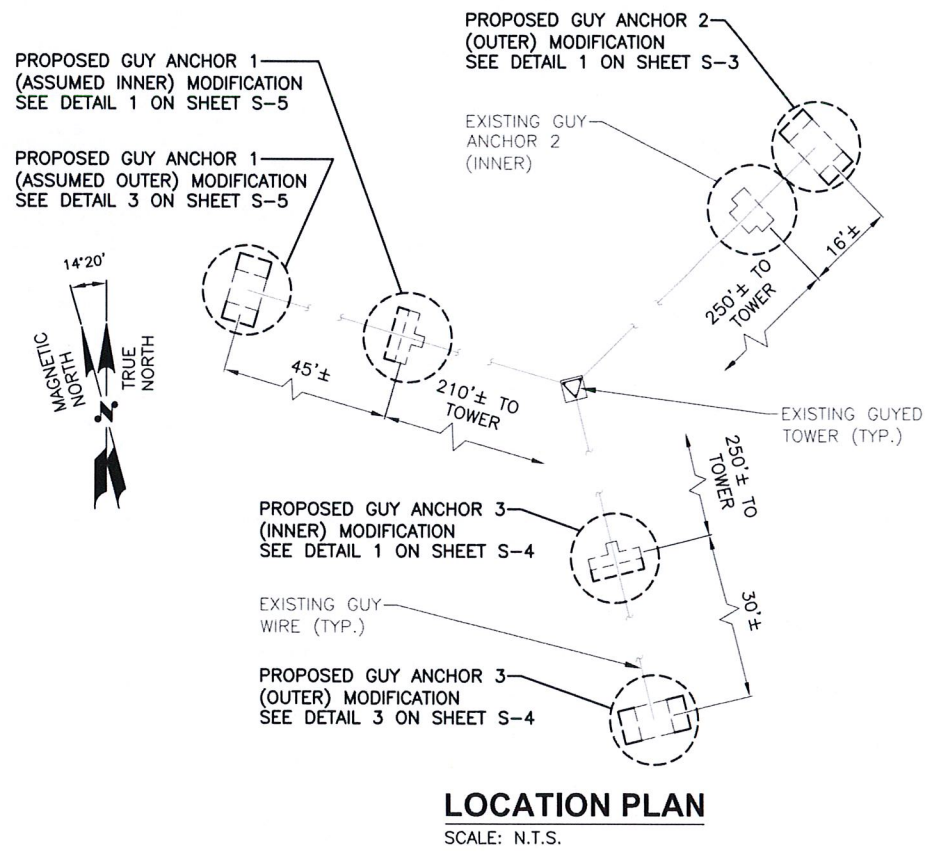 PROPOSED GUY ANCHOR 2
(OUTER) MODIFICATION
SEE DETAIL 1 ON SHEET S-3
PROPOSED GUY ANCHOR 1
(ASSUMED INNER) MODIFICATION
SEE DETAIL 1 ON SHEET S-5
EXISTING GUY
ANCHOR 2
(INNER)
PROPOSED GUY ANCHOR 1
(ASSUMED OUTER) MODIFICATION
SEE DETAIL 3 ON SHEET S-5
16'±
250'± TO
TOWER
14°20'
MAGNETIC
NORTH
TRUE
NORTH
N
45'±
210'± TO
TOWER
EXISTING GUYED
TOWER (TYP.)
250'± TO
TOWER
PROPOSED GUY ANCHOR 3
(INNER) MODIFICATION
SEE DETAIL 1 ON SHEET S-4
30'±
EXISTING GUY
WIRE (TYP.)
PROPOSED GUY ANCHOR 3
(OUTER) MODIFICATION
SEE DETAIL 3 ON SHEET S-4
LOCATION PLAN
SCALE: N.T.S.